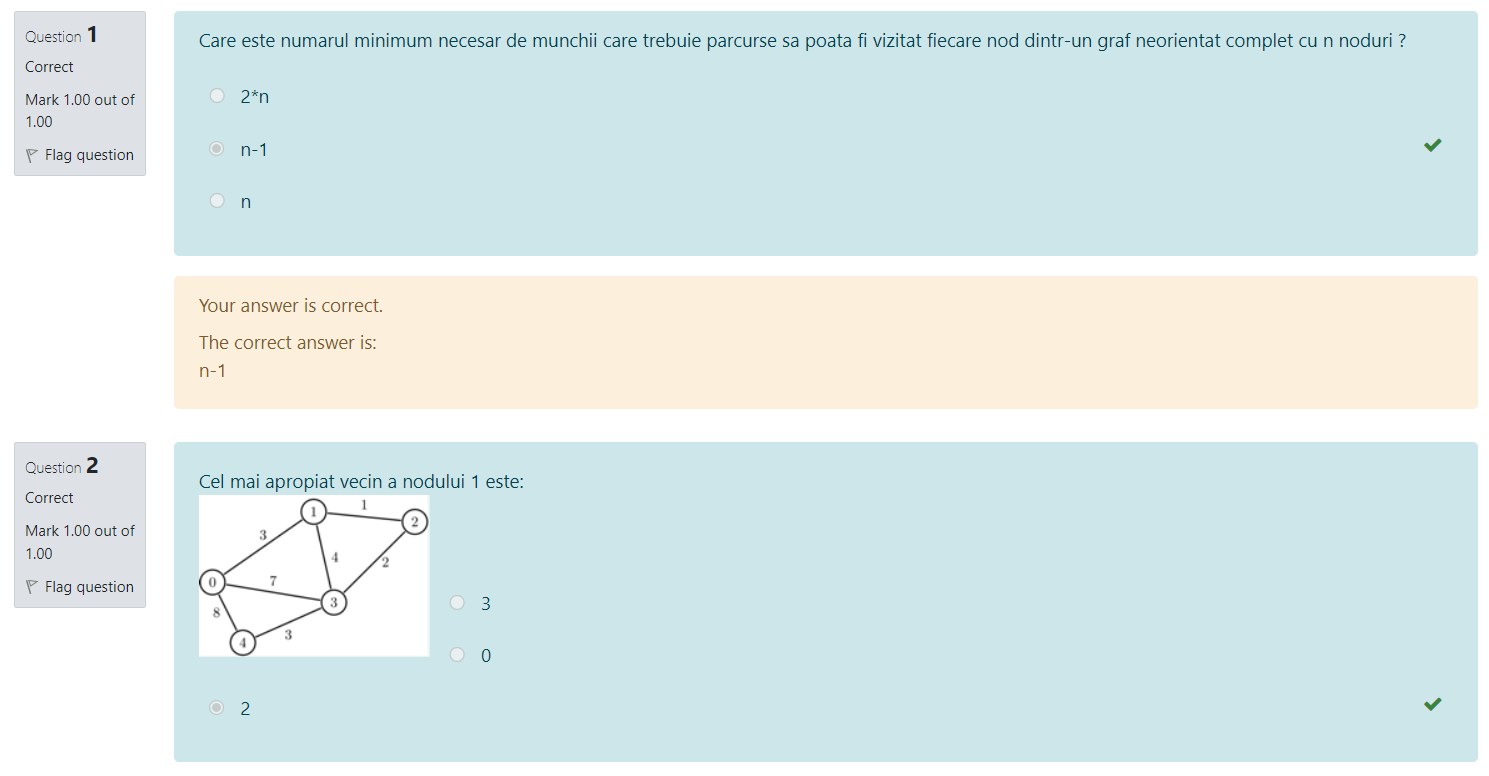 Question 1
Correct
Mark 1.00 out of
1.00
Flag question
Care este numarul minimum necesar de munchii care trebuie parcurse sa poata fi vizitat fiecare nod dintr-un graf neorientat complet cu n noduri ?
2*n
n-1
n
Your answer is correct.
The correct answer is:
n-1
Question 2
Correct
Mark 1.00 out of
1.00
Flag question
Cel mai apropiat vecin a nodului 1 este:
1
1
2
3
4
2
0
7
3
8
3
4
3
0
2